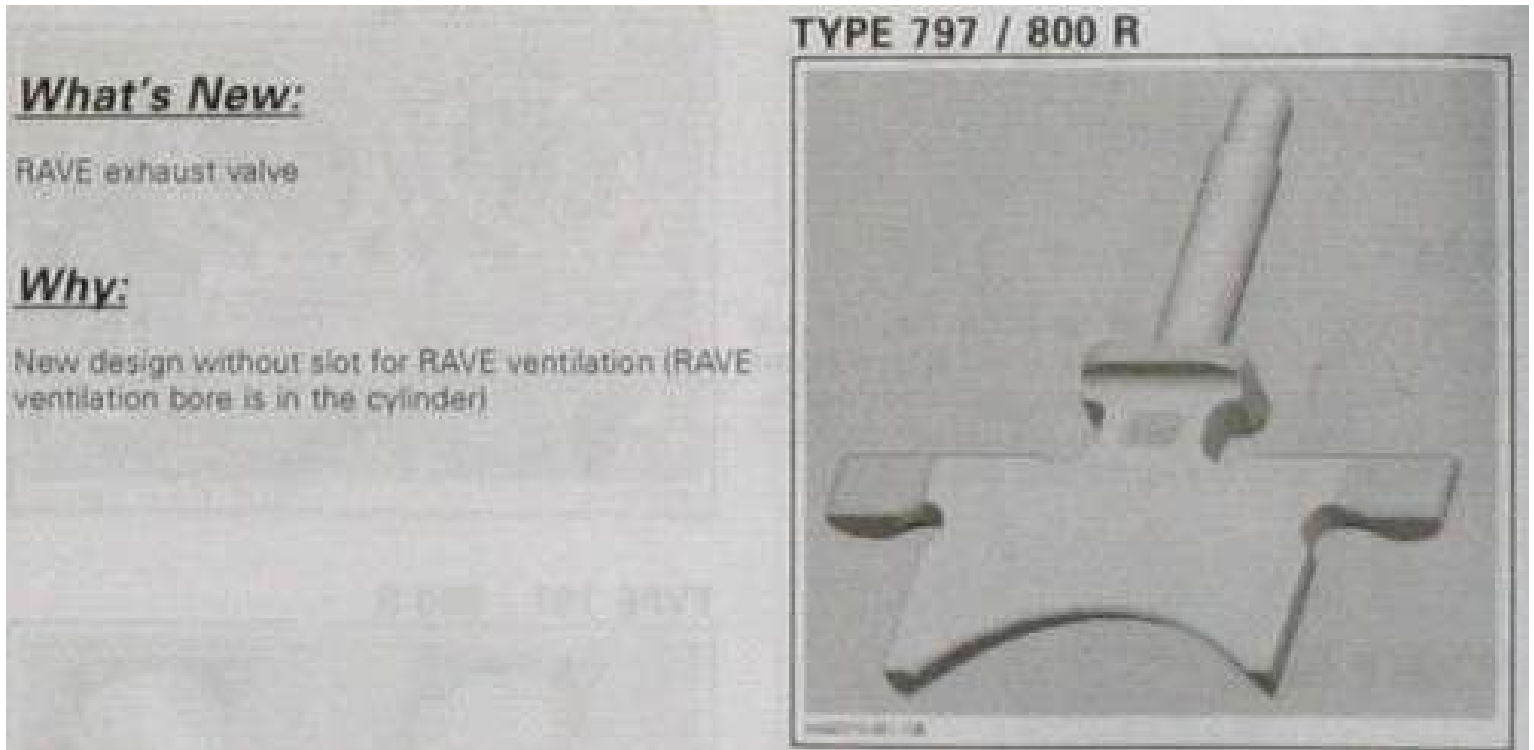 What's New:
RAVE exhaust valve
Why:
New design without slot for RAVE ventilation (RAVE
ventilation bore is in the cylinder)
TYPE 797 / 800 R